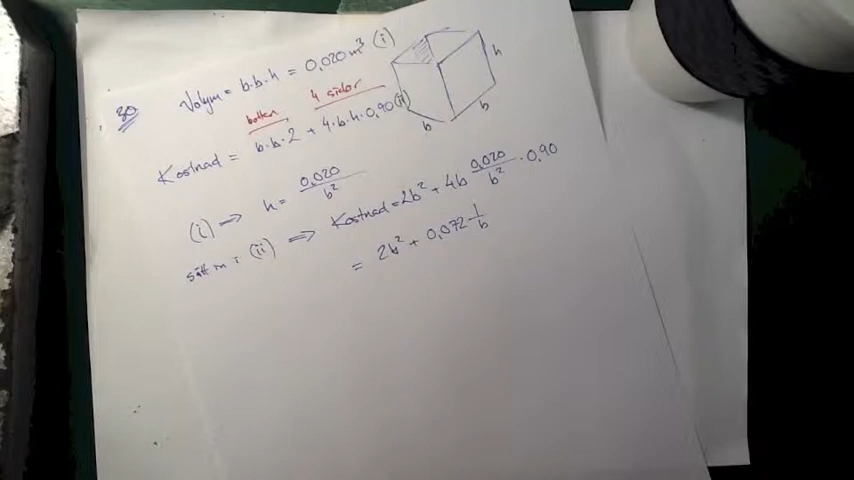 30
Volym = b·b·h = 0,020 m³ (i)
botten 4 sidor
Kostnad = b·b·2 + 4·b·h·0,90 (ii)
(i) ⟹ h = 0,020/b²
sätt in i (ii) ⟹ Kostnad = 2b² + 4b 0,020/b² · 0,90
= 2b² + 0,072 1/b
h
b
b